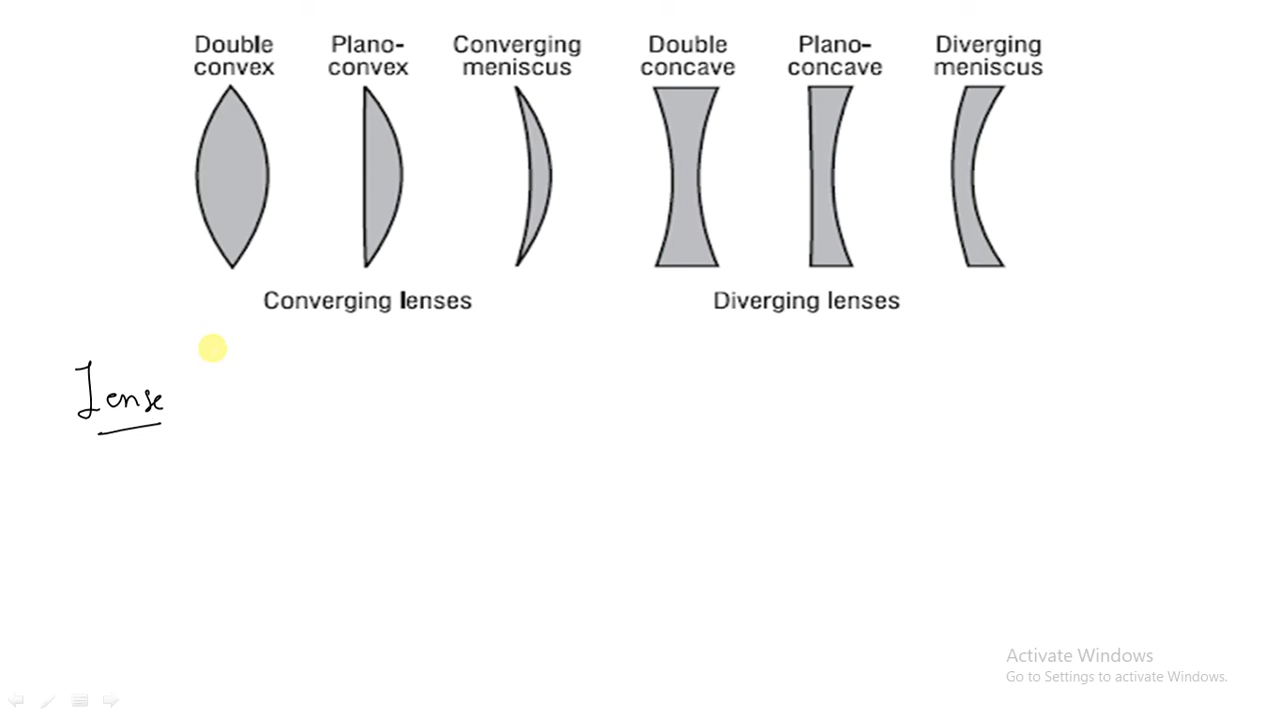 Double convex
Plano-convex
Converging meniscus
Double concave
Plano-concave
Diverging meniscus
Converging lenses
Diverging lenses
Lense
Activate Windows
Go to Settings to activate Windows.